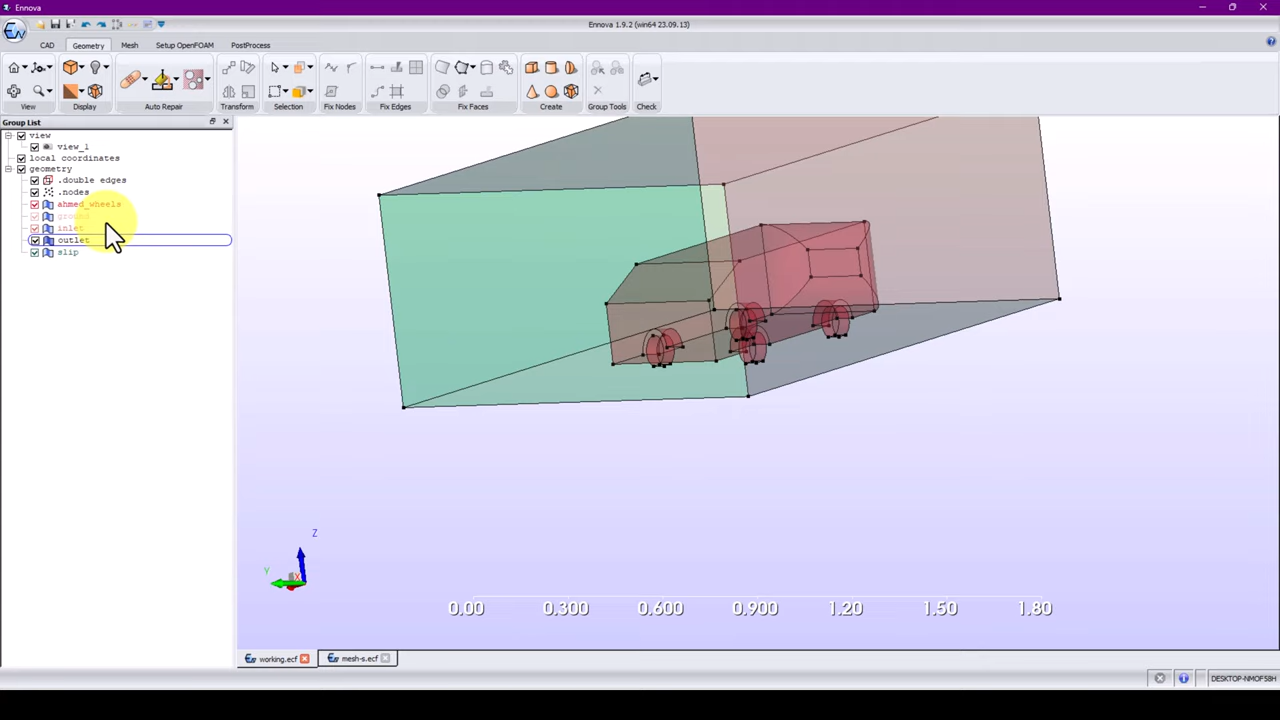 Ennova
Ennova 1.9.2 (win64 23.09.13)
CAD Geometry Mesh Setup OpenFOAM PostProcess
View Display Auto Repair Transform Selection Fix Nodes Fix Edges Fix Faces Create Group Tools Check
Group List
view
view_1
local coordinates
geometry
.double edges
.nodes
ahmed_wheels
ground
inlet
outlet
slip
Z
Y
X
0.00 0.300 0.600 0.900 1.20 1.50 1.80
working.ecf mesh-s.ecf
DESKTOP-NMOF58H